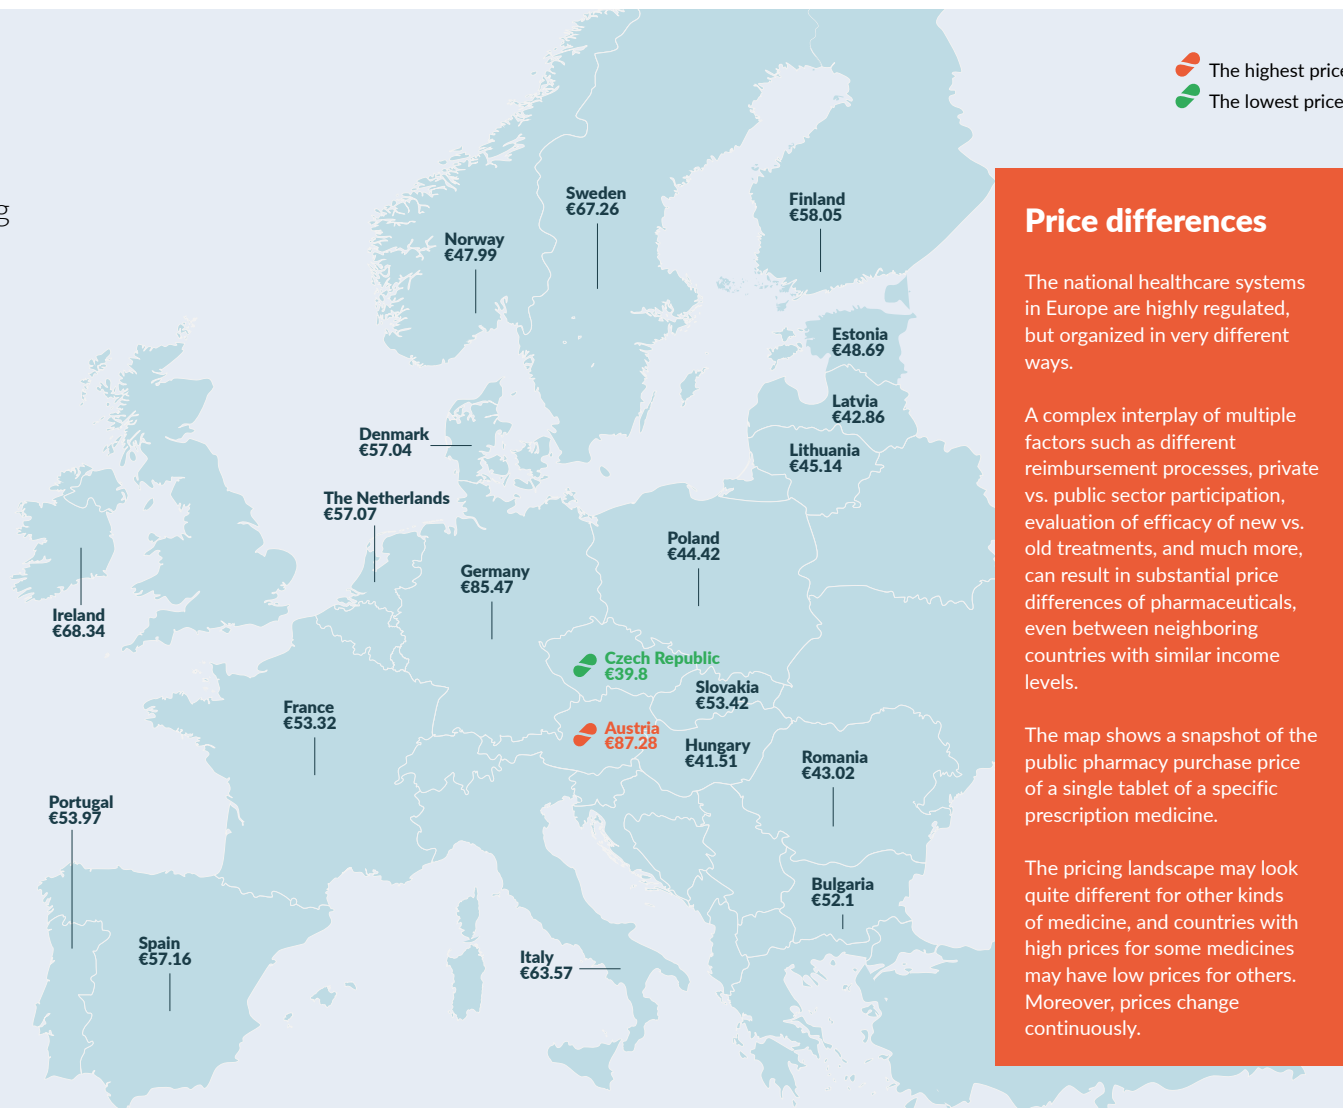 The highest price
The lowest price
g
Sweden
€67.26
Finland
€58.05
Norway
€47.99
Estonia
€48.69
Latvia
€42.86
Denmark
€57.04
Lithuania
€45.14
The Netherlands
€57.07
Poland
€44.42
Germany
€85.47
Ireland
€68.34
Czech Republic
€39.8
Slovakia
€53.42
France
€53.32
Austria
€87.28
Hungary
€41.51
Romania
€43.02
Portugal
€53.97
Bulgaria
€52.1
Spain
€57.16
Italy
€63.57
Price differences
The national healthcare systems
in Europe are highly regulated,
but organized in very different
ways.
A complex interplay of multiple
factors such as different
reimbursement processes, private
vs. public sector participation,
evaluation of efficacy of new vs.
old treatments, and much more,
can result in substantial price
differences of pharmaceuticals,
even between neighboring
countries with similar income
levels.
The map shows a snapshot of the
public pharmacy purchase price
of a single tablet of a specific
prescription medicine.
The pricing landscape may look
quite different for other kinds
of medicine, and countries with
high prices for some medicines
may have low prices for others.
Moreover, prices change
continuously.